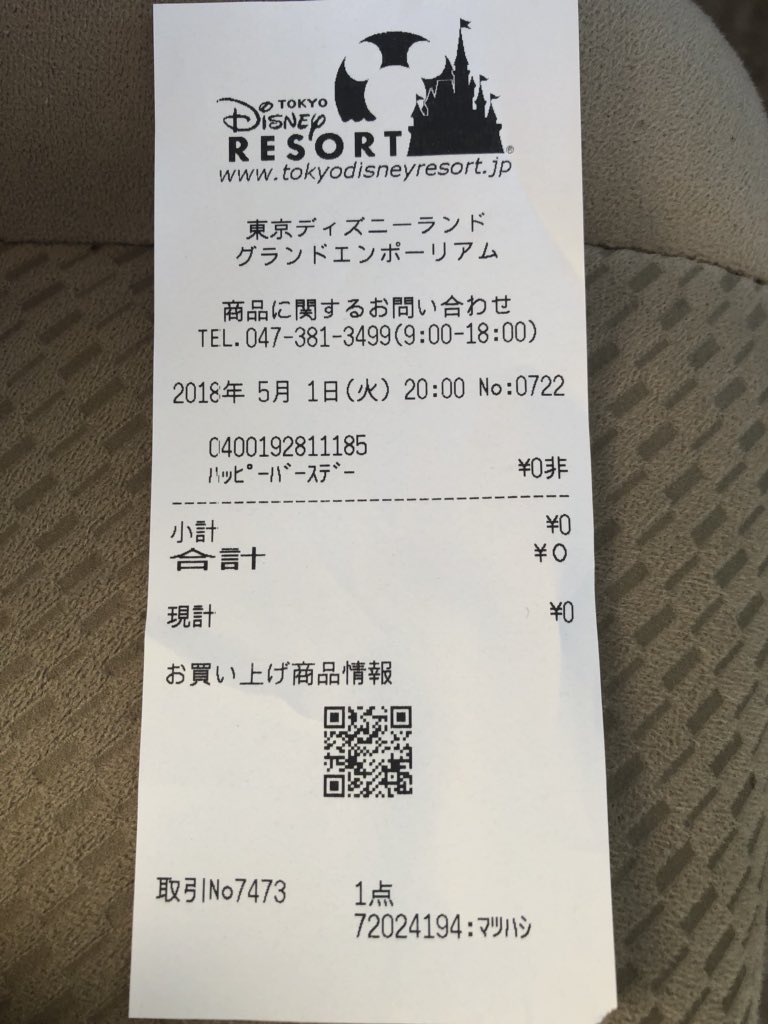 TOKYO
Disney
RESORT®
www.tokyodisneyresort.jp
東京ディズニーランド
グランドエンポーリアム
商品に関するお問い合わせ
TEL.047-381-3499(9:00-18:00)
2018年 5月 1日(火) 20:00 No:0722
0400192811185
ﾊｯﾋﾟｰﾊﾞｰｽﾃﾞｰ ¥0非
小計 ¥0
合計 ¥0
現計 ¥0
お買い上げ商品情報
取引No7473 1点
72024194:ﾏﾂﾊｼ